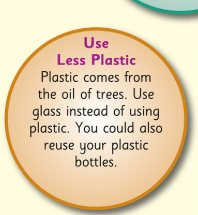 Use
Less Plastic
Plastic comes from
the oil of trees. Use
glass instead of using
plastic. You could also
reuse your plastic
bottles.